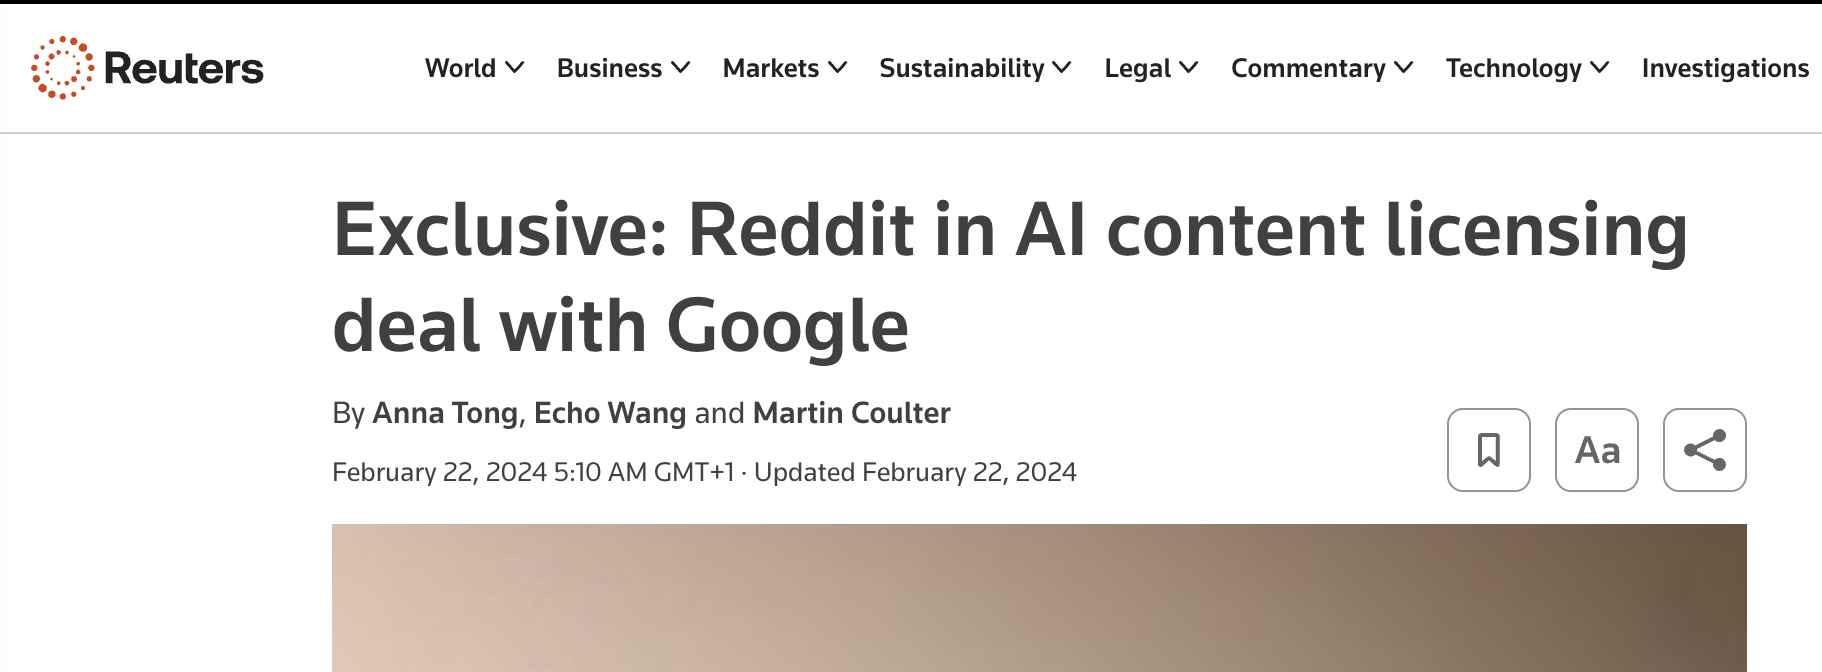 Reuters
World Business Markets Sustainability Legal Commentary Technology Investigations
Exclusive: Reddit in AI content licensing
deal with Google
By Anna Tong, Echo Wang and Martin Coulter
February 22, 2024 5:10 AM GMT+1 · Updated February 22, 2024
Aa